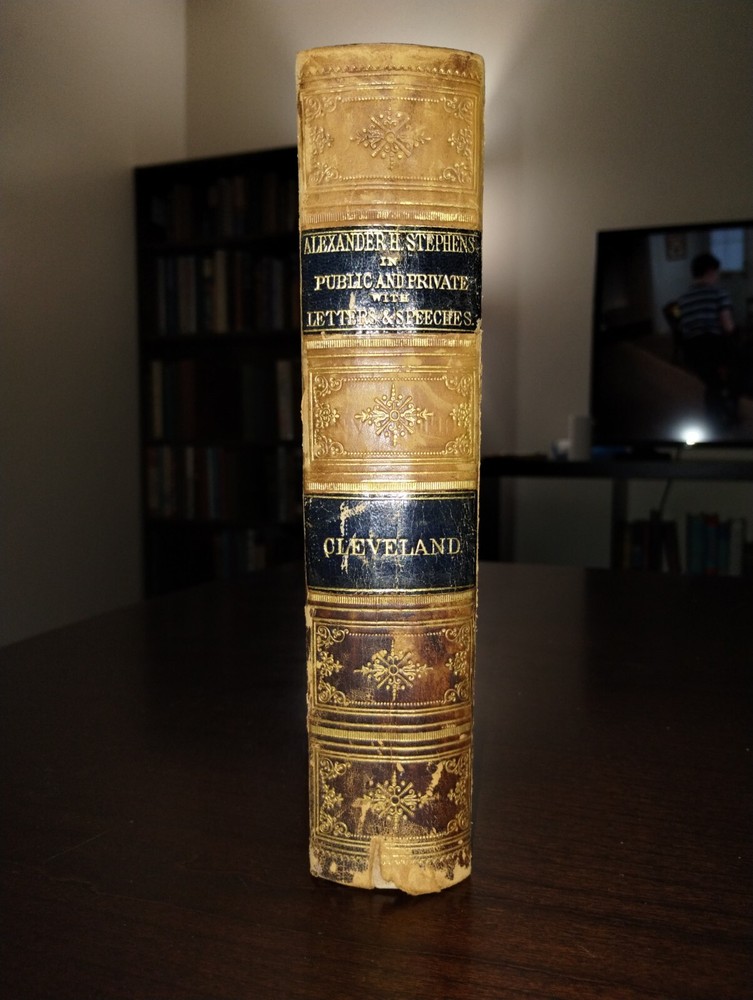 ALEXANDER H. STEPHENS
IN
PUBLIC AND PRIVATE
WITH
LETTERS & SPEECHES.
CLEVELAND.